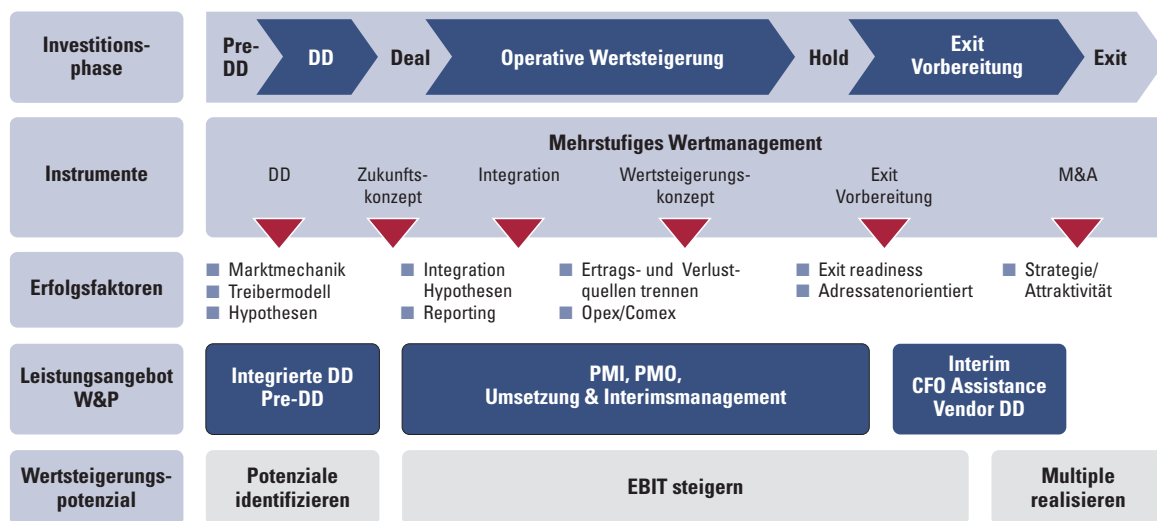 Investitions-
phase
Pre-
DD
DD
Deal
Operative Wertsteigerung
Hold
Exit
Vorbereitung
Exit
Instrumente
Mehrstufiges Wertmanagement
DD
Zukunfts-
konzept
Integration
Wertsteigerungs-
konzept
Exit
Vorbereitung
M&A
Erfolgsfaktoren
Marktmechanik
Treibermodell
Hypothesen
Integration
Hypothesen
Reporting
Ertrags- und Verlust-
quellen trennen
Opex/Comex
Exit readiness
Adressatenorientiert
Strategie/
Attraktivität
Leistungsangebot
W&P
Integrierte DD
Pre-DD
PMI, PMO,
Umsetzung & Interimsmanagement
Interim
CFO Assistance
Vendor DD
Wertsteigerungs-
potenzial
Potenziale
identifizieren
EBIT steigern
Multiple
realisieren